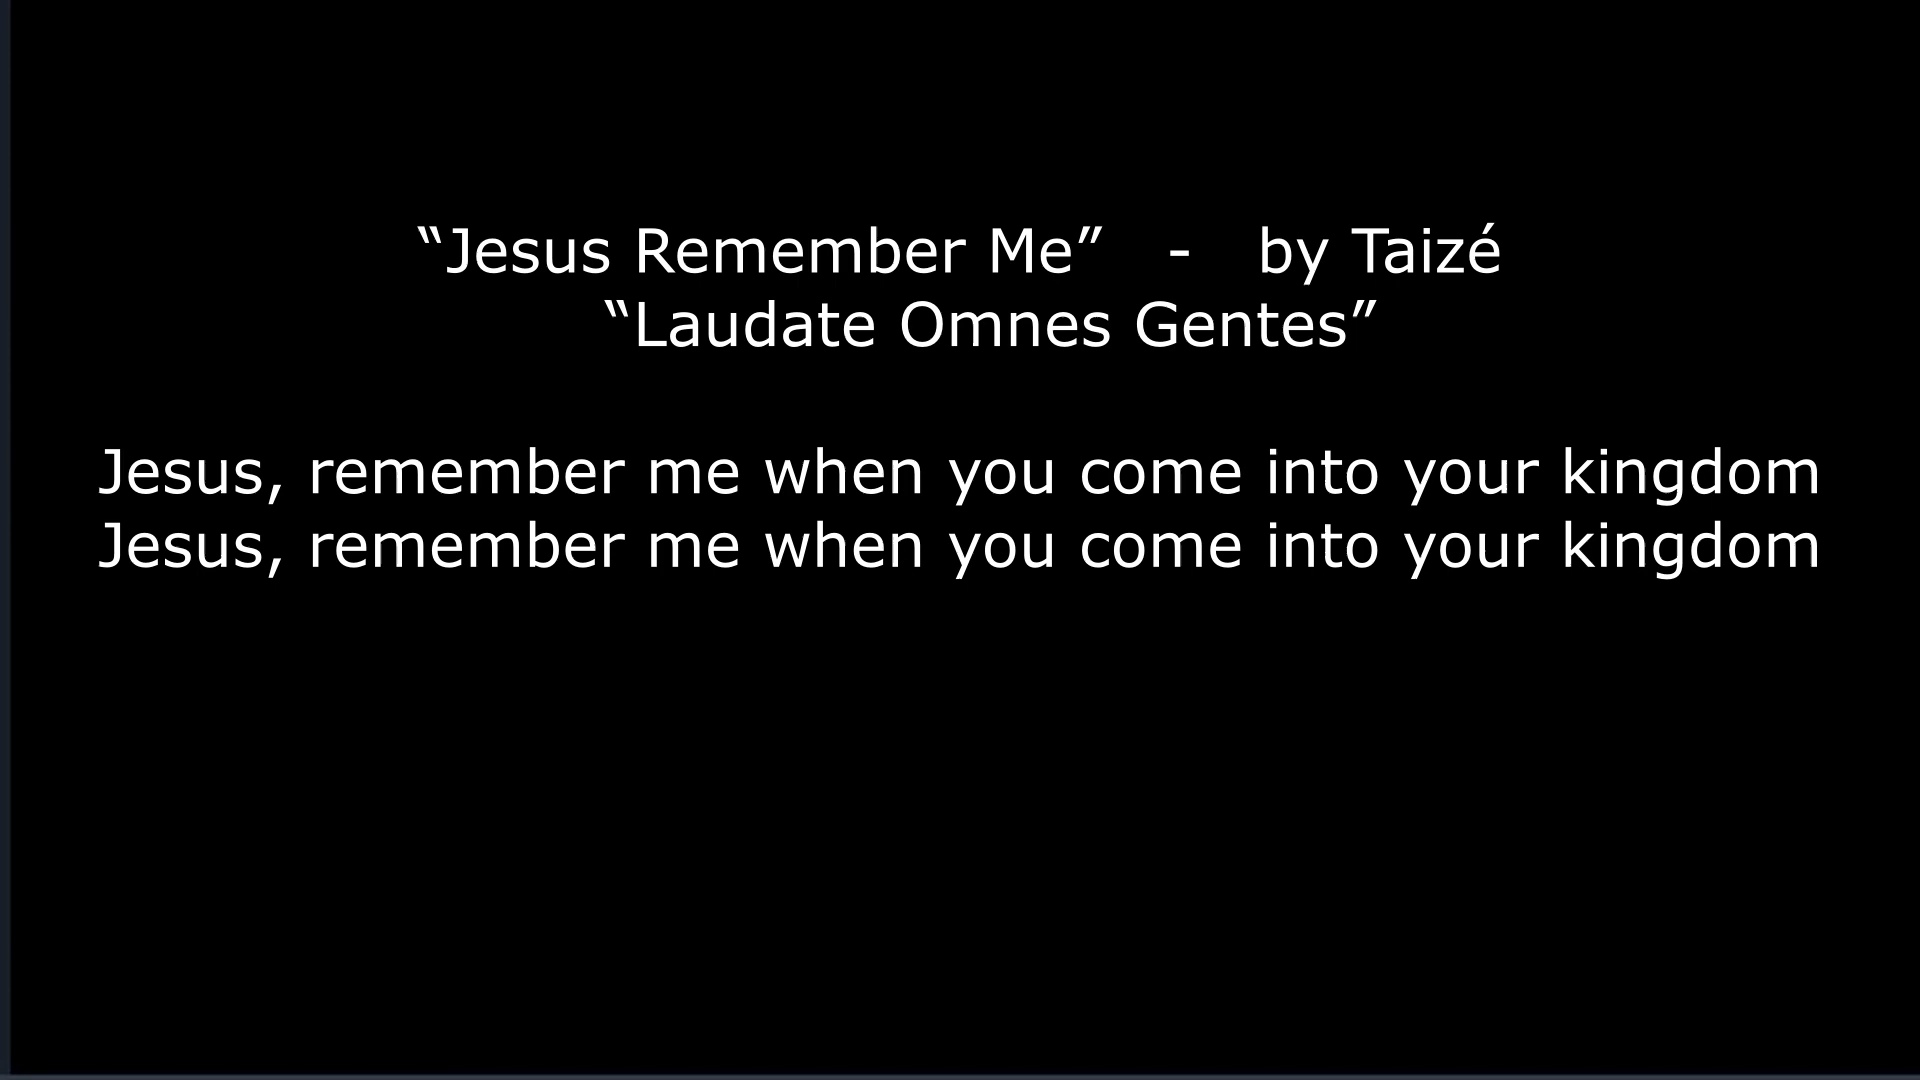 “Jesus Remember Me” - by Taizé
“Laudate Omnes Gentes”
Jesus, remember me when you come into your kingdom
Jesus, remember me when you come into your kingdom